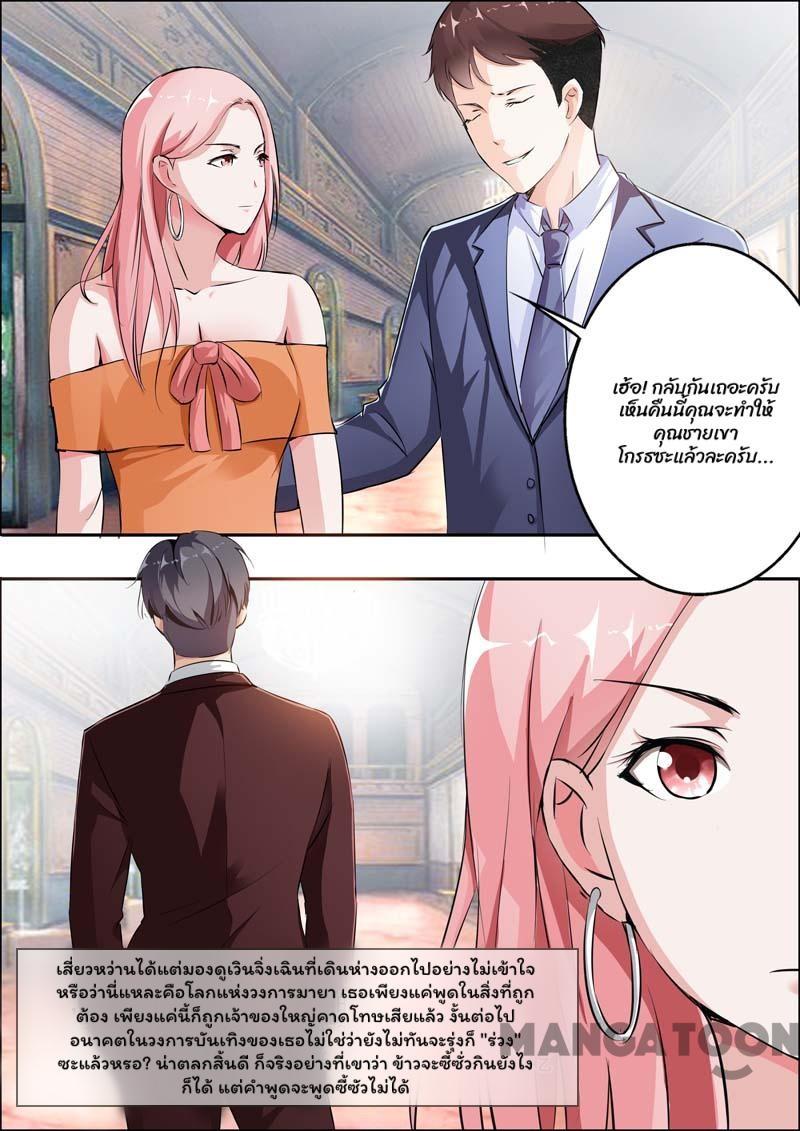 เฮ้อ! กลับกันเถอะครับ
เห็นคืนนี้คุณจะทำให้
คุณชายเขา
โกรธซะแล้วละครับ...
เสี่ยวหว่านได้แต่มองดูเวินจิ่งเฉินที่เดินห่างออกไปอย่างไม่เข้าใจ
หรือว่านี่แหละคือโลกแห่งวงการมายา เธอเพียงแค่พูดในสิ่งที่ถูก
ต้อง เพียงแค่นี้ก็ถูกเจ้าของใหญ่คาดโทษเสียแล้ว งั้นต่อไป
อนาคตในวงการบันเทิงของเธอไม่ใช่ว่ายังไม่ทันจะรุ่งก็ "ร่วง"
ซะแล้วหรอ? น่าตลกสิ้นดี ก็จริงอย่างที่เขาว่า ข้าวจะซี้ซั่วกินยังไง
ก็ได้ แต่คำพูดจะพูดซี้ซัวไม่ได้
MANGATOON